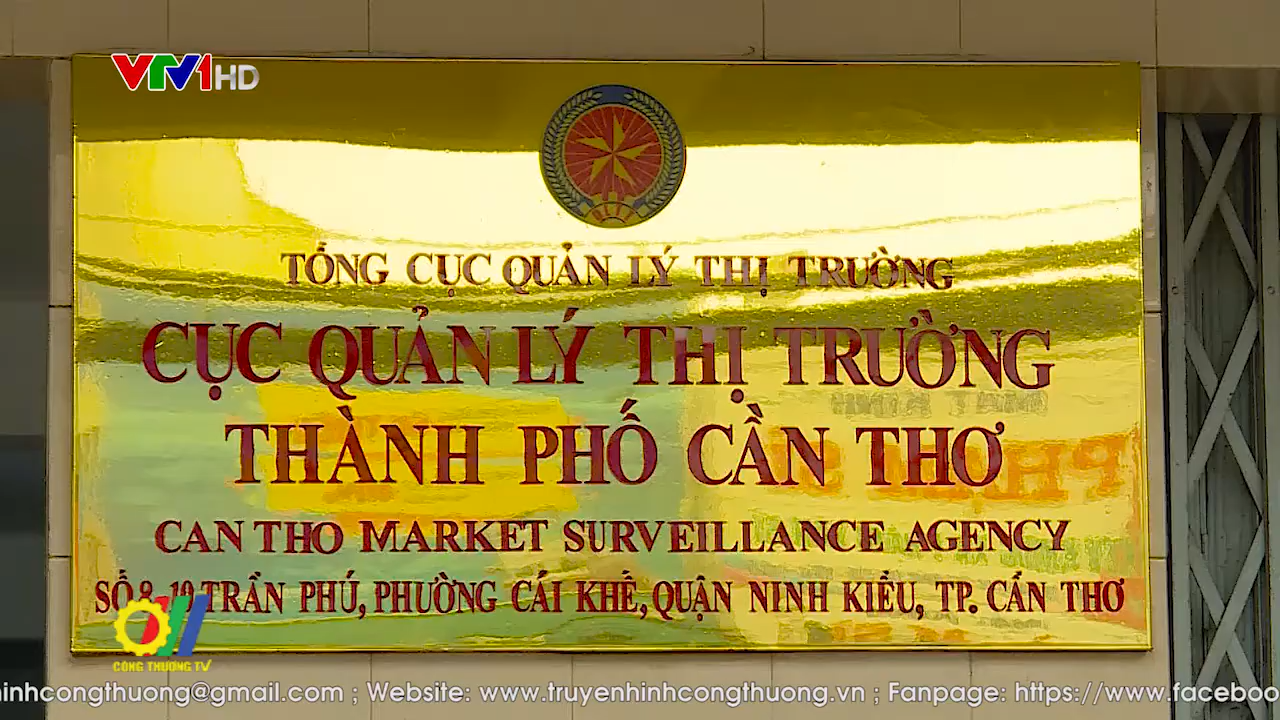 VTV1 HD
TỔNG CỤC QUẢN LÝ THỊ TRƯỜNG
CỤC QUẢN LÝ THỊ TRƯỜNG
THÀNH PHỐ CẦN THƠ
CAN THO MARKET SURVEILLANCE AGENCY
SỐ 8-10 TRẦN PHÚ, PHƯỜNG CÁI KHẾ, QUẬN NINH KIỀU, TP. CẦN THƠ
CÔNG THƯƠNG TV
inhcongthuong@gmail.com ; Website: www.truyenhinhcongthuong.vn ; Fanpage: https://www.faceboo